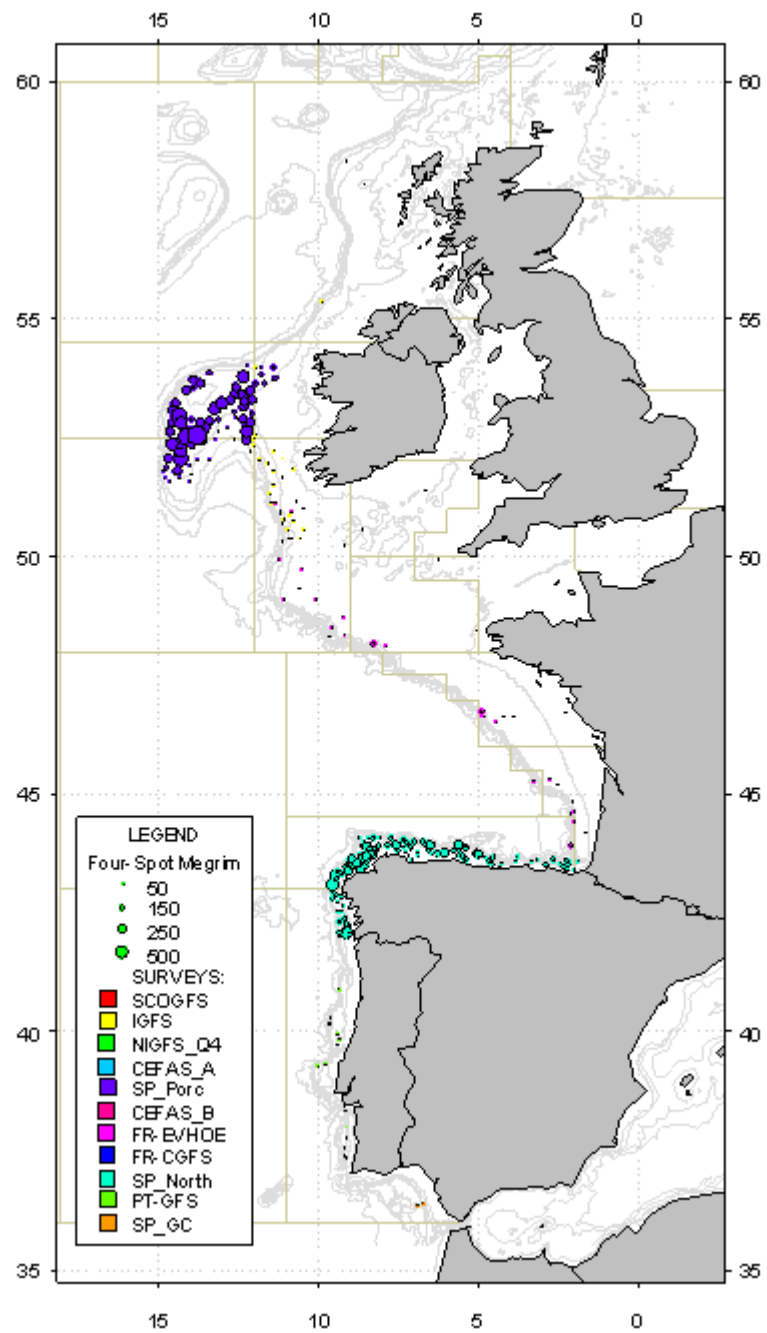 15 10 5 0
60 60
55 55
50 50
45 45
LEGEND
Four-Spot Megrim
50
150
250
500
SURVEYS:
SCOGFS
IGFS
NIGFS_Q4
CEFAS_A
SP_Porc
CEFAS_B
FR-EVHOE
FR-CGFS
SP_North
PT-GFS
SP_GC
40 40
35 35
15 10 5 0